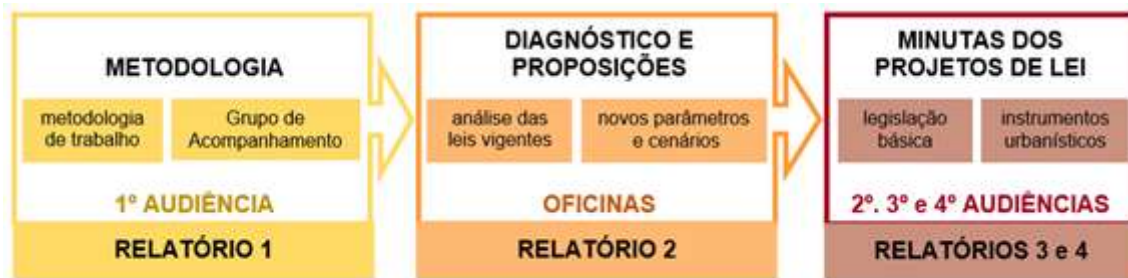 METODOLOGIA
metodologia
de trabalho
Grupo de
Acompanhamento
1º AUDIÊNCIA
RELATÓRIO 1
DIAGNÓSTICO E
PROPOSIÇÕES
análise das
leis vigentes
novos parâmetros
e cenários
OFICINAS
RELATÓRIO 2
MINUTAS DOS
PROJETOS DE LEI
legislação
básica
instrumentos
urbanísticos
2º. 3º e 4º AUDIÊNCIAS
RELATÓRIOS 3 e 4